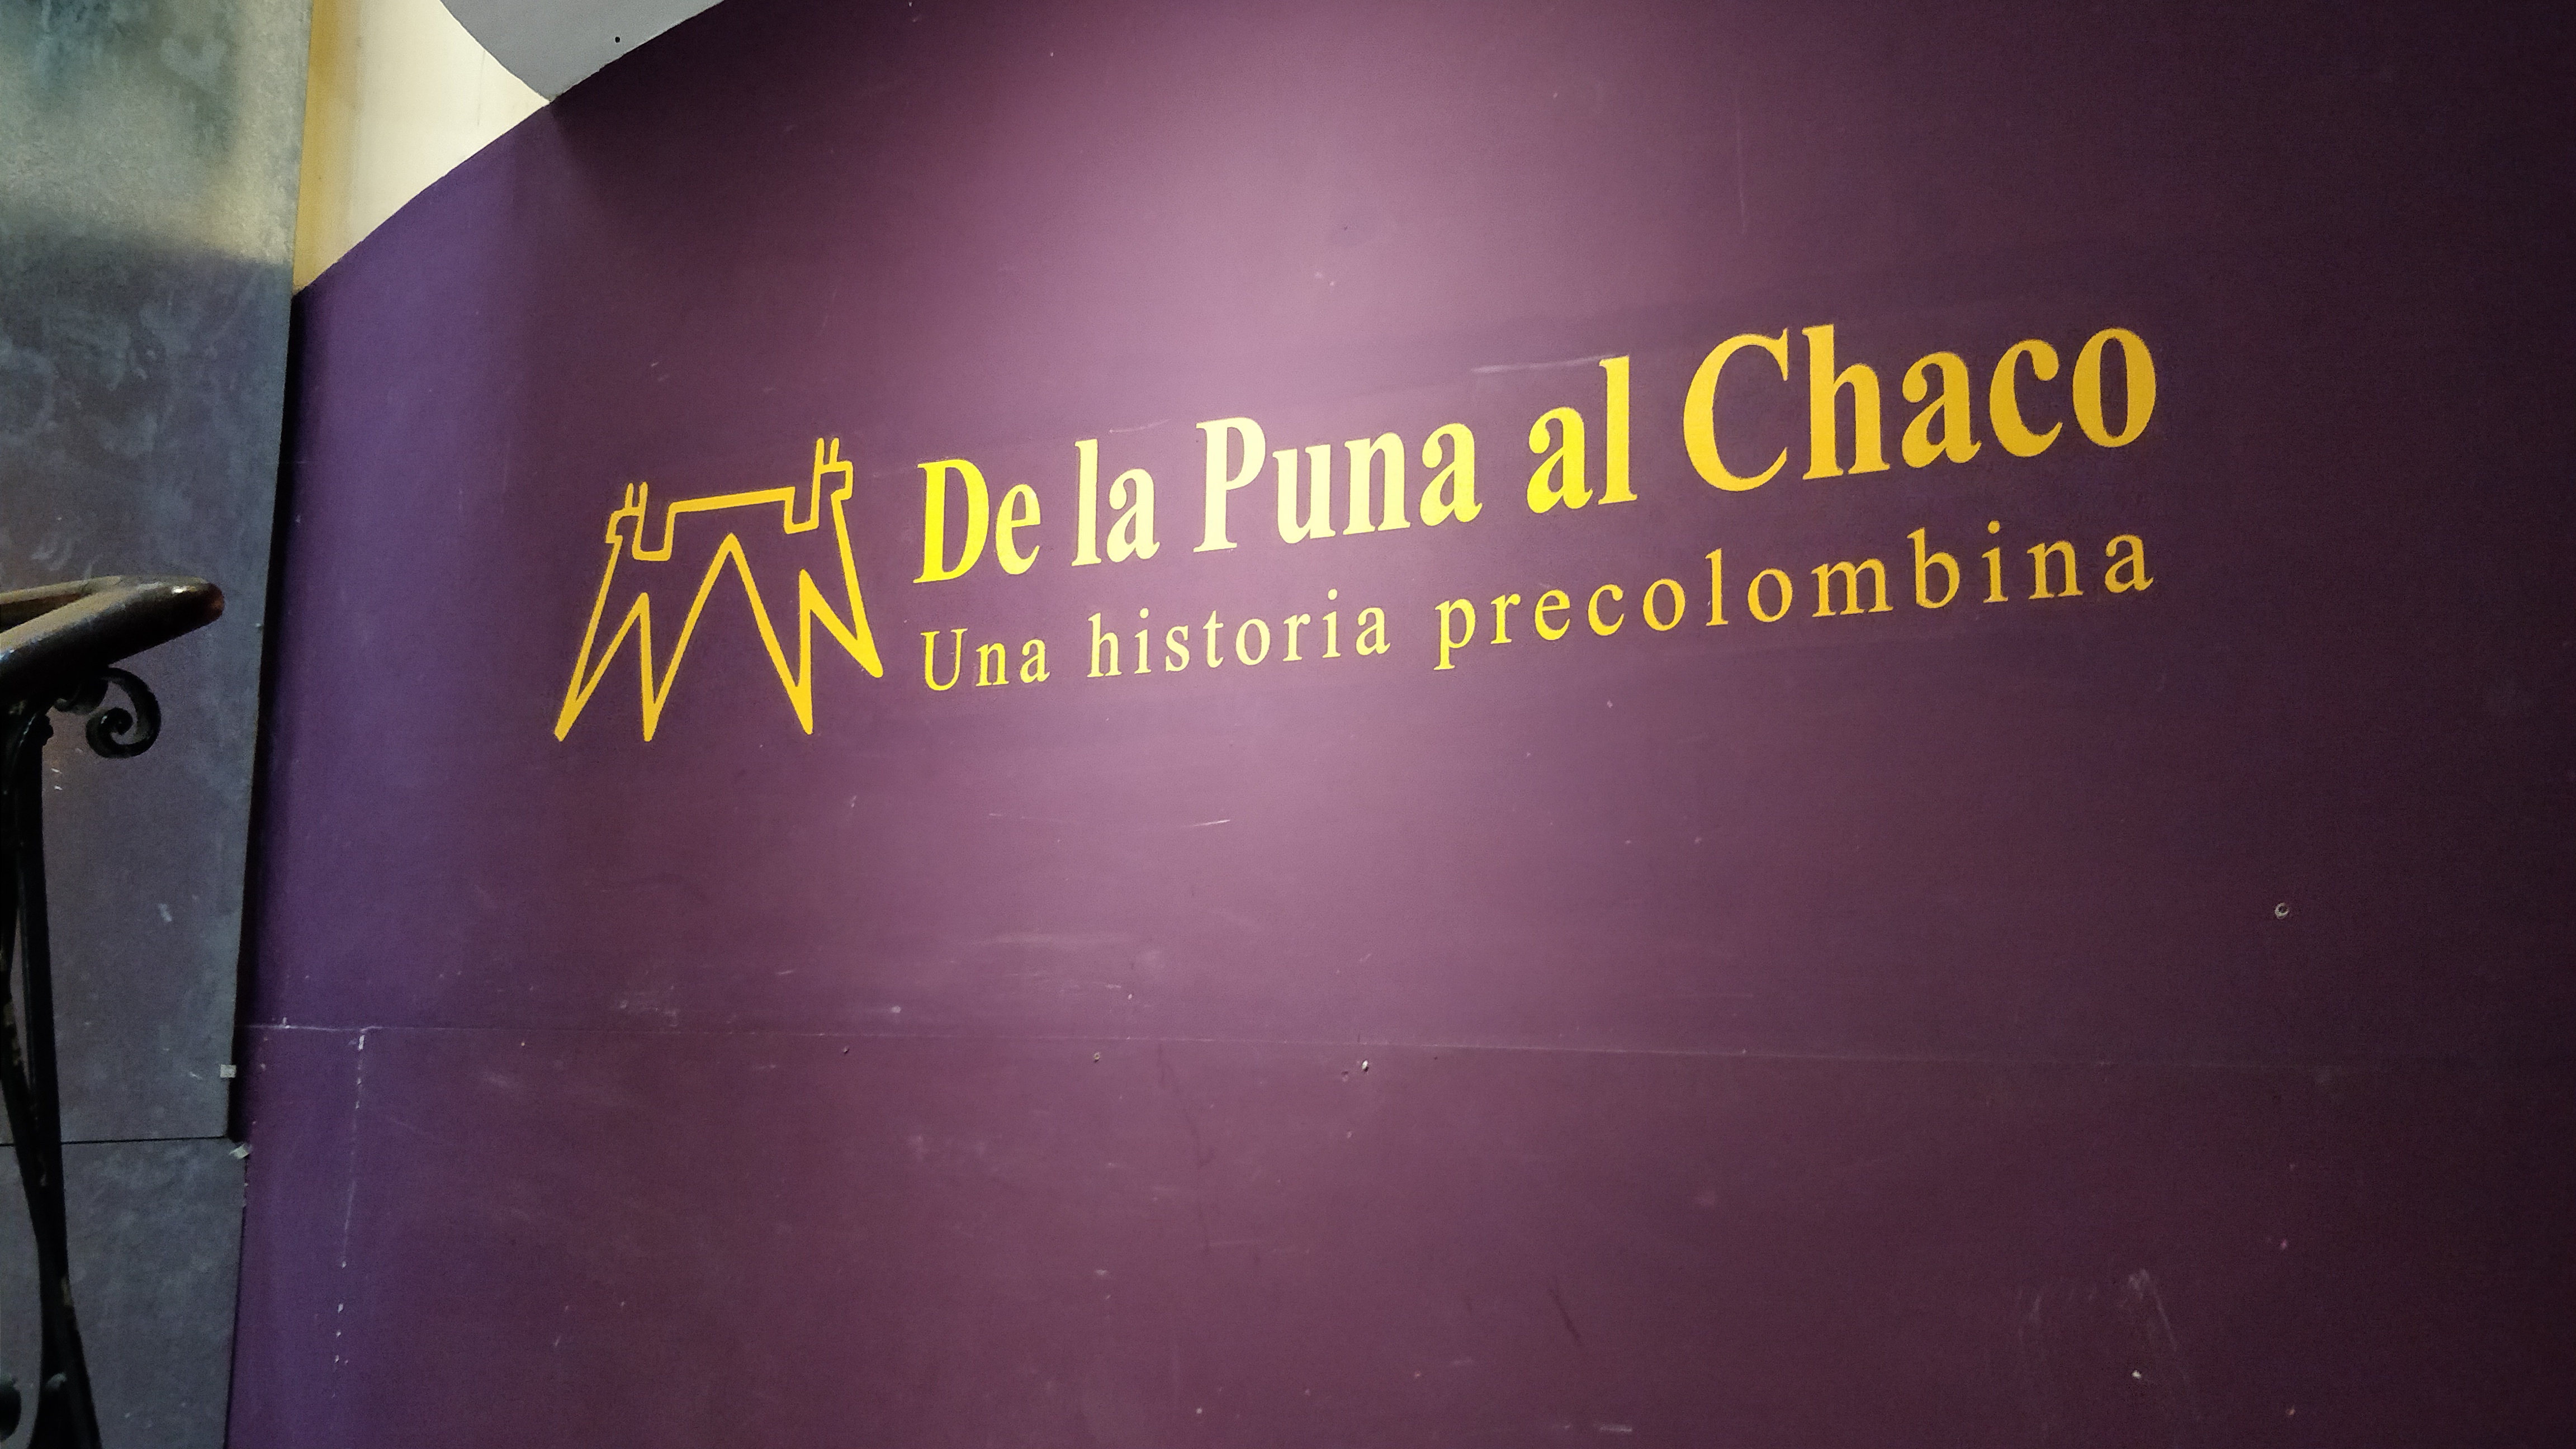 De la Puna al Chaco
Una historia precolombina